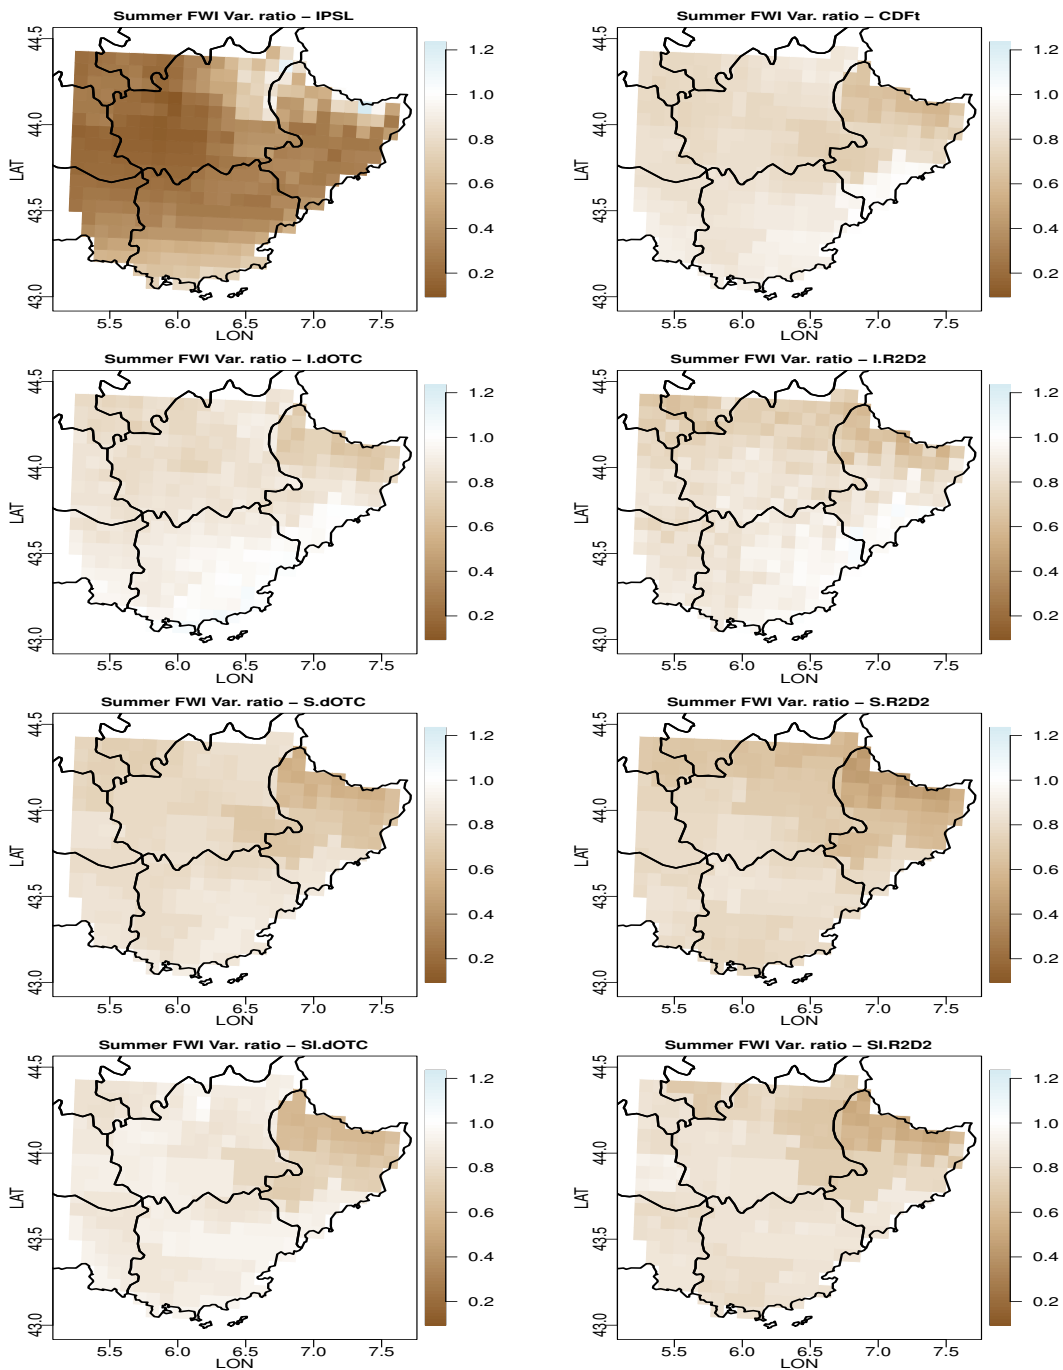 Summer FWI Var. ratio – IPSL
LAT
44.5
44.0
43.5
43.0
5.5 6.0 6.5 7.0 7.5
LON
1.2
1.0
0.8
0.6
0.4
0.2
Summer FWI Var. ratio – CDFt
LAT
44.5
44.0
43.5
43.0
5.5 6.0 6.5 7.0 7.5
LON
1.2
1.0
0.8
0.6
0.4
0.2
Summer FWI Var. ratio – I.dOTC
LAT
44.5
44.0
43.5
43.0
5.5 6.0 6.5 7.0 7.5
LON
1.2
1.0
0.8
0.6
0.4
0.2
Summer FWI Var. ratio – I.R2D2
LAT
44.5
44.0
43.5
43.0
5.5 6.0 6.5 7.0 7.5
LON
1.2
1.0
0.8
0.6
0.4
0.2
Summer FWI Var. ratio – S.dOTC
LAT
44.5
44.0
43.5
43.0
5.5 6.0 6.5 7.0 7.5
LON
1.2
1.0
0.8
0.6
0.4
0.2
Summer FWI Var. ratio – S.R2D2
LAT
44.5
44.0
43.5
43.0
5.5 6.0 6.5 7.0 7.5
LON
1.2
1.0
0.8
0.6
0.4
0.2
Summer FWI Var. ratio – SI.dOTC
LAT
44.5
44.0
43.5
43.0
5.5 6.0 6.5 7.0 7.5
LON
1.2
1.0
0.8
0.6
0.4
0.2
Summer FWI Var. ratio – SI.R2D2
LAT
44.5
44.0
43.5
43.0
5.5 6.0 6.5 7.0 7.5
LON
1.2
1.0
0.8
0.6
0.4
0.2